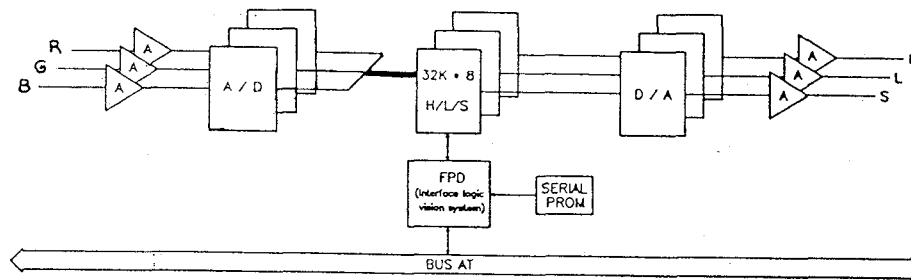 R
G
B
A
A
A
A / D
32K * 8
H/L/S
D / A
A
A
A
L
S
FPD
(Interface logic
vision system)
SERIAL
PROM
BUS AT